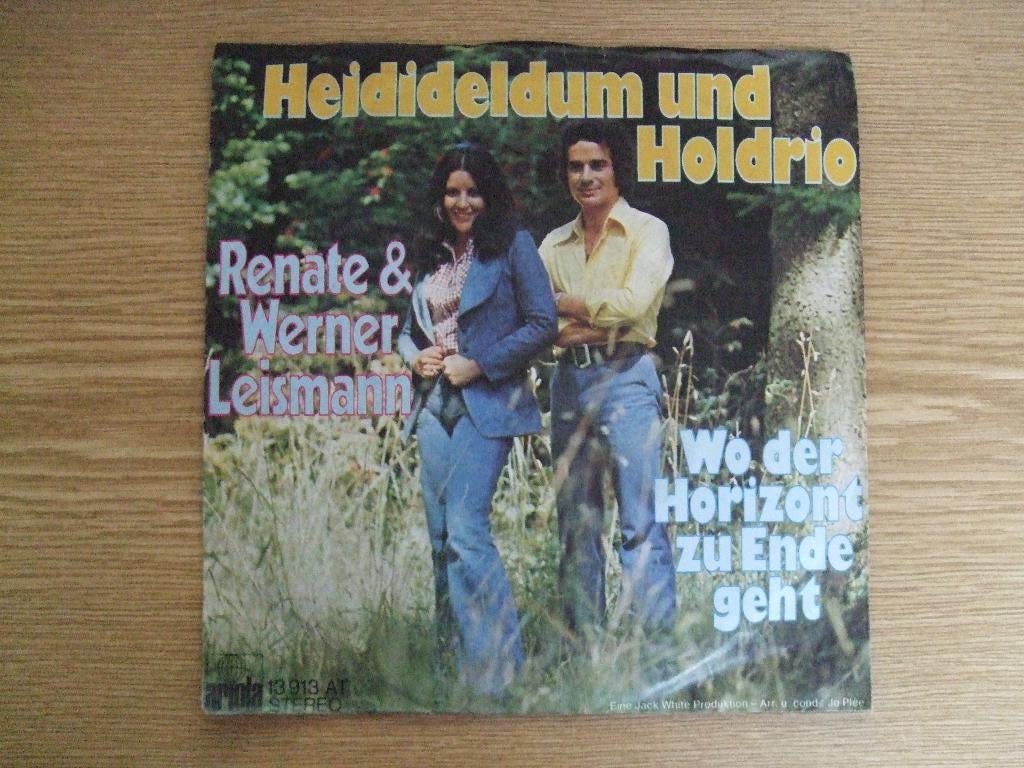 Heidideldum und
Holdrio
Renate &
Werner
Leismann
Wo der
Horizont
zu Ende
geht
ariola 13 913 AT
STEREO
Eine Jack White Produktion – Arr. u. cond.: Jo Plée